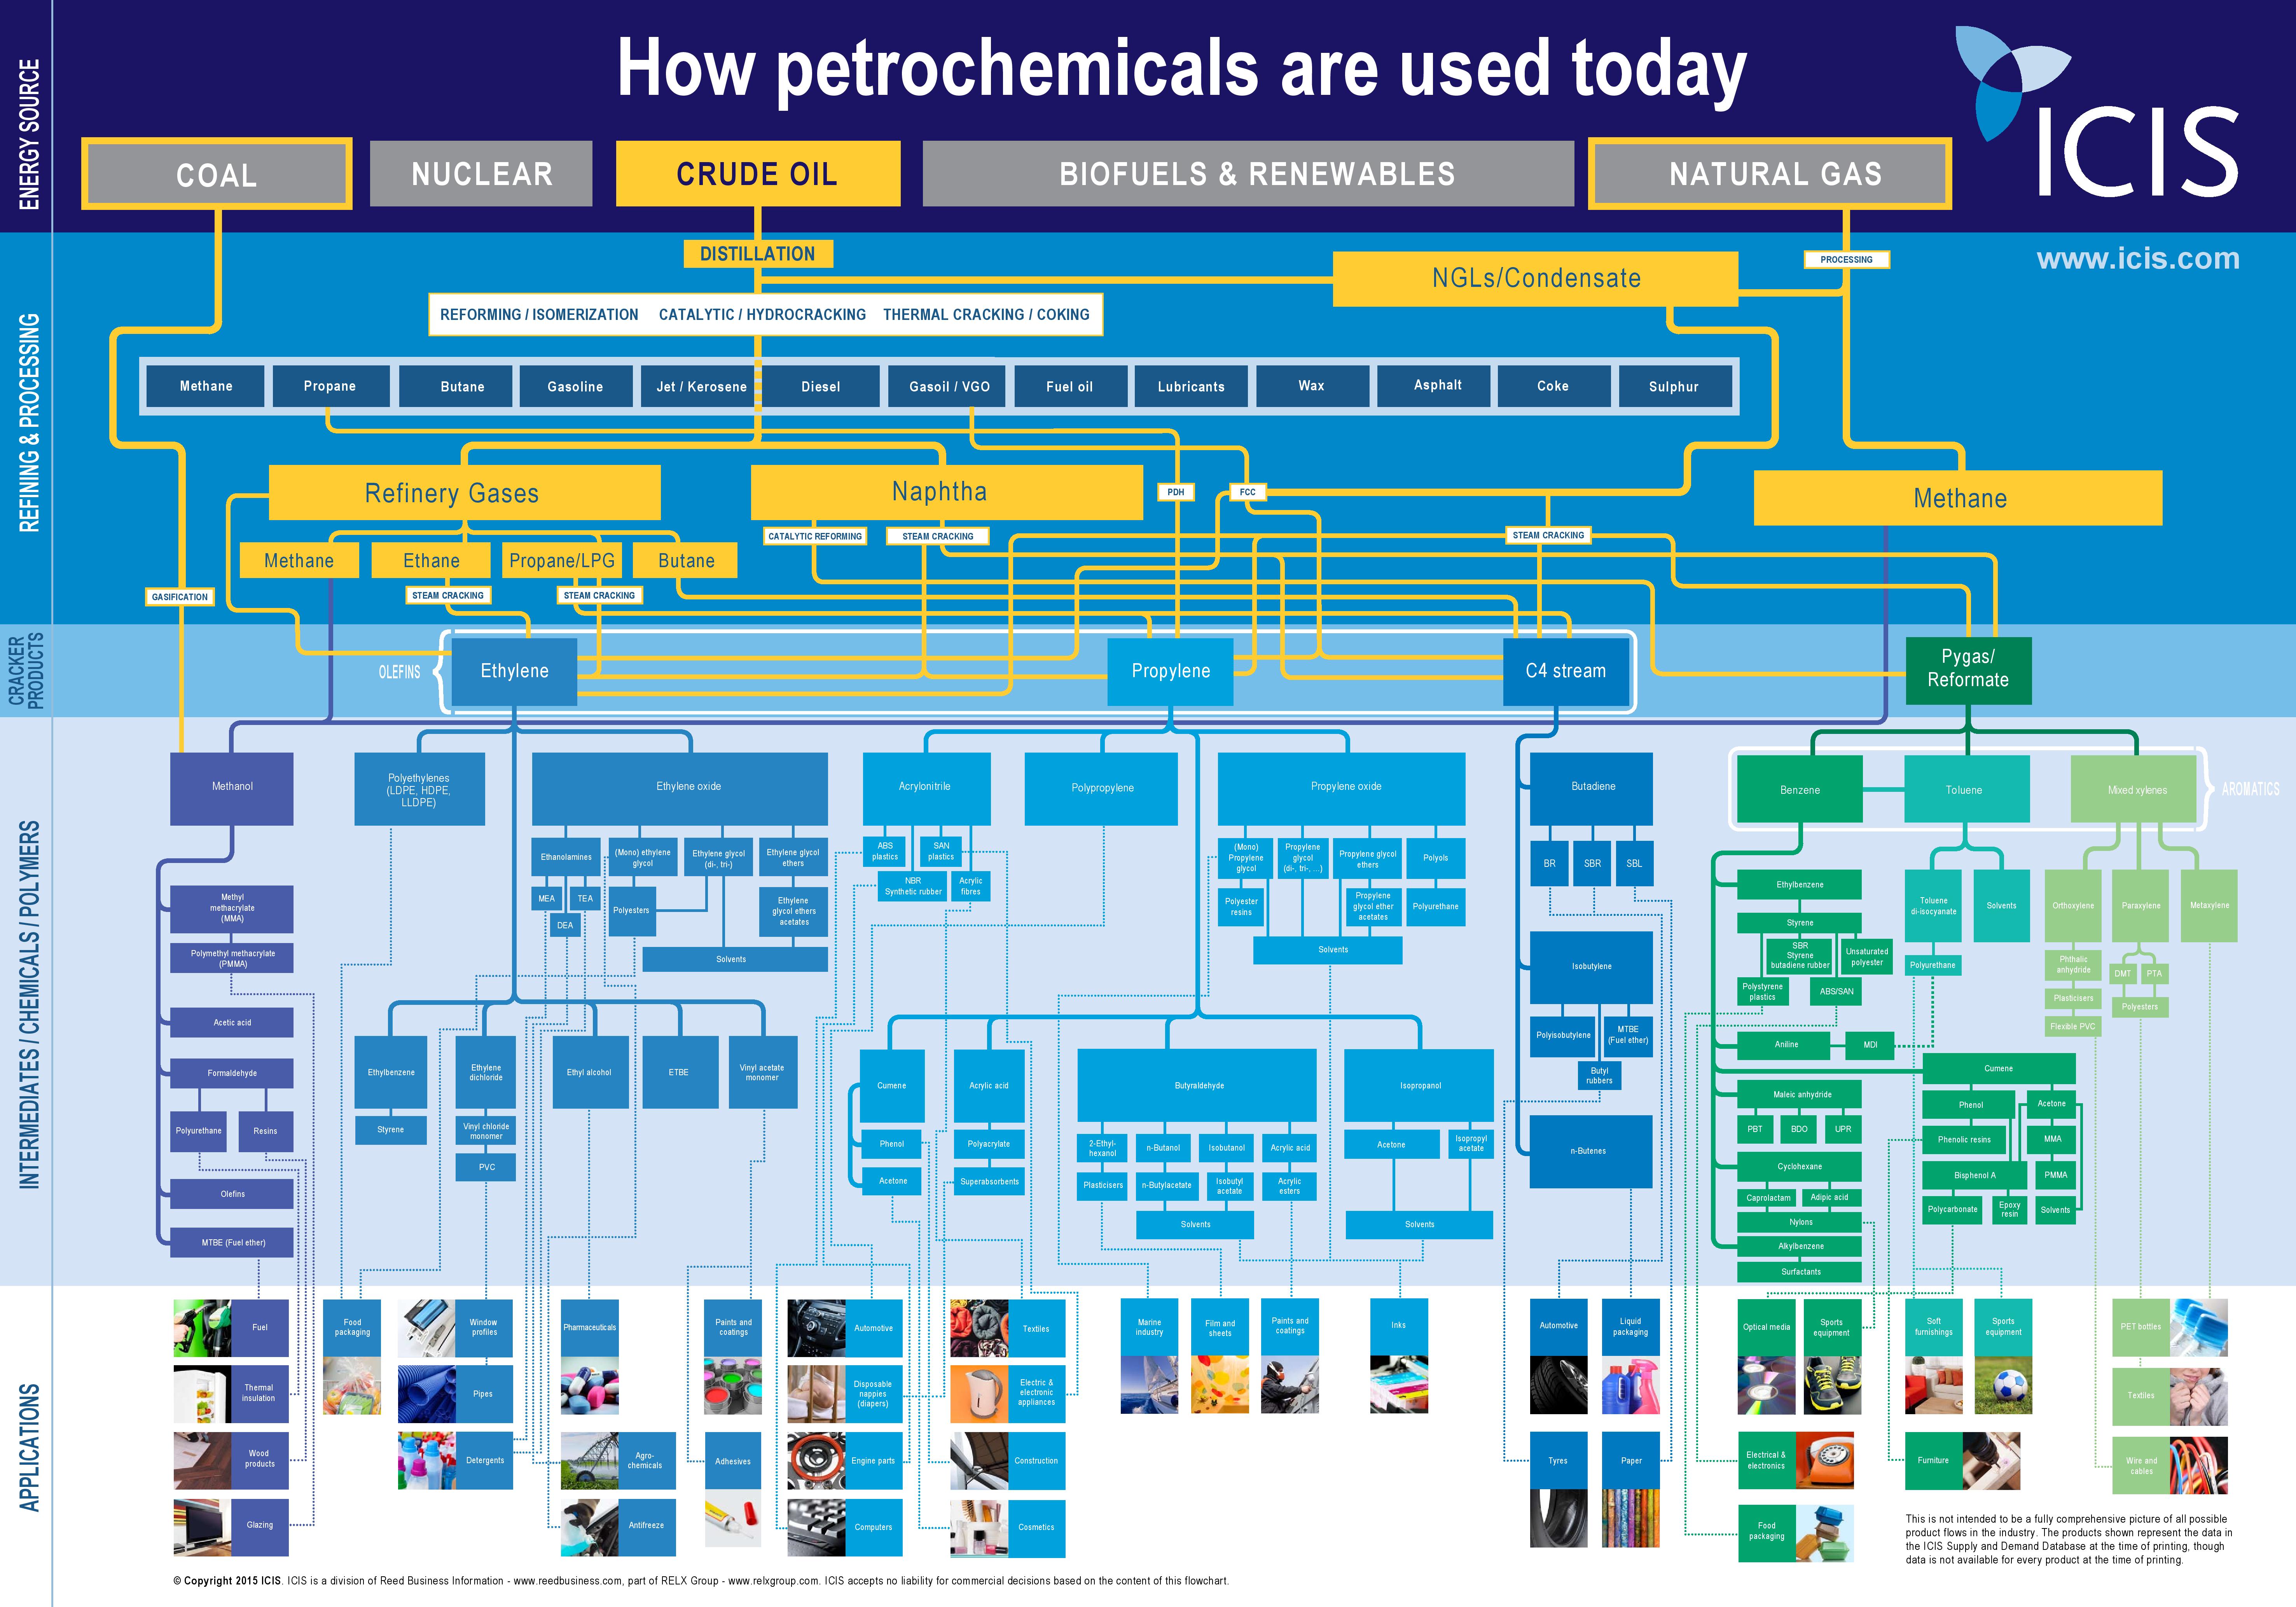 How petrochemicals are used today
ICIS
www.icis.com
ENERGY SOURCE
COAL
NUCLEAR
CRUDE OIL
BIOFUELS & RENEWABLES
NATURAL GAS
REFINING & PROCESSING
DISTILLATION
NGLs/Condensate
PROCESSING
REFORMING / ISOMERIZATION
CATALYTIC / HYDROCRACKING
THERMAL CRACKING / COKING
Methane
Propane
Butane
Gasoline
Jet / Kerosene
Diesel
Gasoil / VGO
Fuel oil
Lubricants
Wax
Asphalt
Coke
Sulphur
Refinery Gases
Naphtha
PDH
FCC
Methane
CATALYTIC REFORMING
STEAM CRACKING
STEAM CRACKING
Methane
Ethane
Propane/LPG
Butane
GASIFICATION
STEAM CRACKING
STEAM CRACKING
CRACKER
PRODUCTS
OLEFINS
Ethylene
Propylene
C4 stream
Pygas/
Reformate
INTERMEDIATES / CHEMICALS / POLYMERS
Methanol
Methyl
methacrylate
(MMA)
Polymethyl methacrylate
(PMMA)
Acetic acid
Formaldehyde
Polyurethane
Resins
Olefins
MTBE (Fuel ether)
Polyethylenes
(LDPE, HDPE,
LLDPE)
Ethylene oxide
Ethanolamines
MEA
TEA
DEA
(Mono) ethylene
glycol
Polyesters
Ethylene glycol
(di-, tri-)
Ethylene glycol
ethers
Ethylene
glycol ethers
acetates
Solvents
Ethylbenzene
Styrene
Ethylene
dichloride
Vinyl chloride
monomer
PVC
Ethyl alcohol
ETBE
Vinyl acetate
monomer
Acrylonitrile
ABS
plastics
SAN
plastics
NBR
Synthetic rubber
Acrylic
fibres
Polypropylene
Propylene oxide
(Mono)
Propylene
glycol
Polyester
resins
Propylene
glycol
(di-, tri-, ...)
Propylene glycol
ethers
Propylene
glycol ether
acetates
Polyols
Polyurethane
Solvents
Cumene
Phenol
Acetone
Acrylic acid
Polyacrylate
Superabsorbents
Butyraldehyde
2-Ethyl-
hexanol
Plasticisers
n-Butanol
n-Butylacetate
Isobutanol
Isobutyl
acetate
Acrylic acid
Acrylic
esters
Solvents
Isopropanol
Acetone
Isopropyl
acetate
Solvents
Butadiene
BR
SBR
SBL
Isobutylene
Polyisobutylene
MTBE
(Fuel ether)
Butyl
rubbers
n-Butenes
Benzene
Toluene
Mixed xylenes
AROMATICS
Ethylbenzene
Styrene
SBR
Styrene
butadiene rubber
Unsaturated
polyester
Polystyrene
plastics
ABS/SAN
Aniline
MDI
Maleic anhydride
PBT
BDO
UPR
Cyclohexane
Caprolactam
Adipic acid
Nylons
Alkylbenzene
Surfactants
Toluene
di-isocyanate
Polyurethane
Solvents
Cumene
Phenol
Acetone
Phenolic resins
MMA
Bisphenol A
PMMA
Polycarbonate
Epoxy
resin
Solvents
Orthoxylene
Phthalic
anhydride
Plasticisers
Flexible PVC
Paraxylene
DMT
PTA
Polyesters
Metaxylene
APPLICATIONS
Fuel
Thermal
insulation
Wood
products
Glazing
Food
packaging
Window
profiles
Pipes
Detergents
Pharmaceuticals
Agro-
chemicals
Antifreeze
Paints and
coatings
Adhesives
Automotive
Disposable
nappies
(diapers)
Engine parts
Computers
Textiles
Electric &
electronic
appliances
Construction
Cosmetics
Marine
industry
Film and
sheets
Paints and
coatings
Inks
Automotive
Liquid
packaging
Tyres
Paper
Optical media
Sports
equipment
Electrical &
electronics
Food
packaging
Soft
furnishings
Sports
equipment
Furniture
PET bottles
Textiles
Wire and
cables
This is not intended to be a fully comprehensive picture of all possible
product flows in the industry. The products shown represent the data in
the ICIS Supply and Demand Database at the time of printing, though
data is not available for every product at the time of printing.
© Copyright 2015 ICIS. ICIS is a division of Reed Business Information - www.reedbusiness.com, part of RELX Group - www.relxgroup.com. ICIS accepts no liability for commercial decisions based on the content of this flowchart.